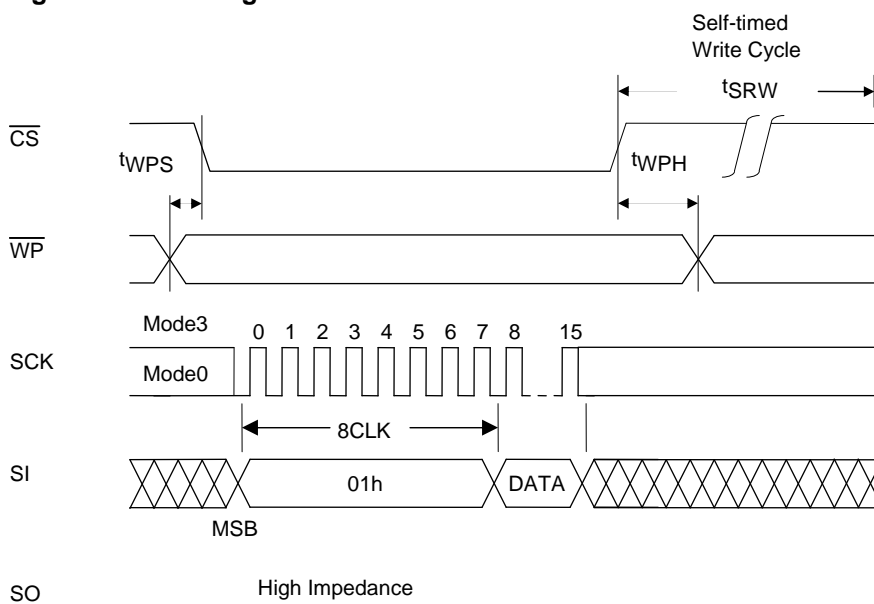 Self-timed
Write Cycle
tSRW
CS
tWPS
tWPH
WP
Mode3
0 1 2 3 4 5 6 7 8 15
SCK
Mode0
8CLK
SI
01h
DATA
MSB
SO
High Impedance